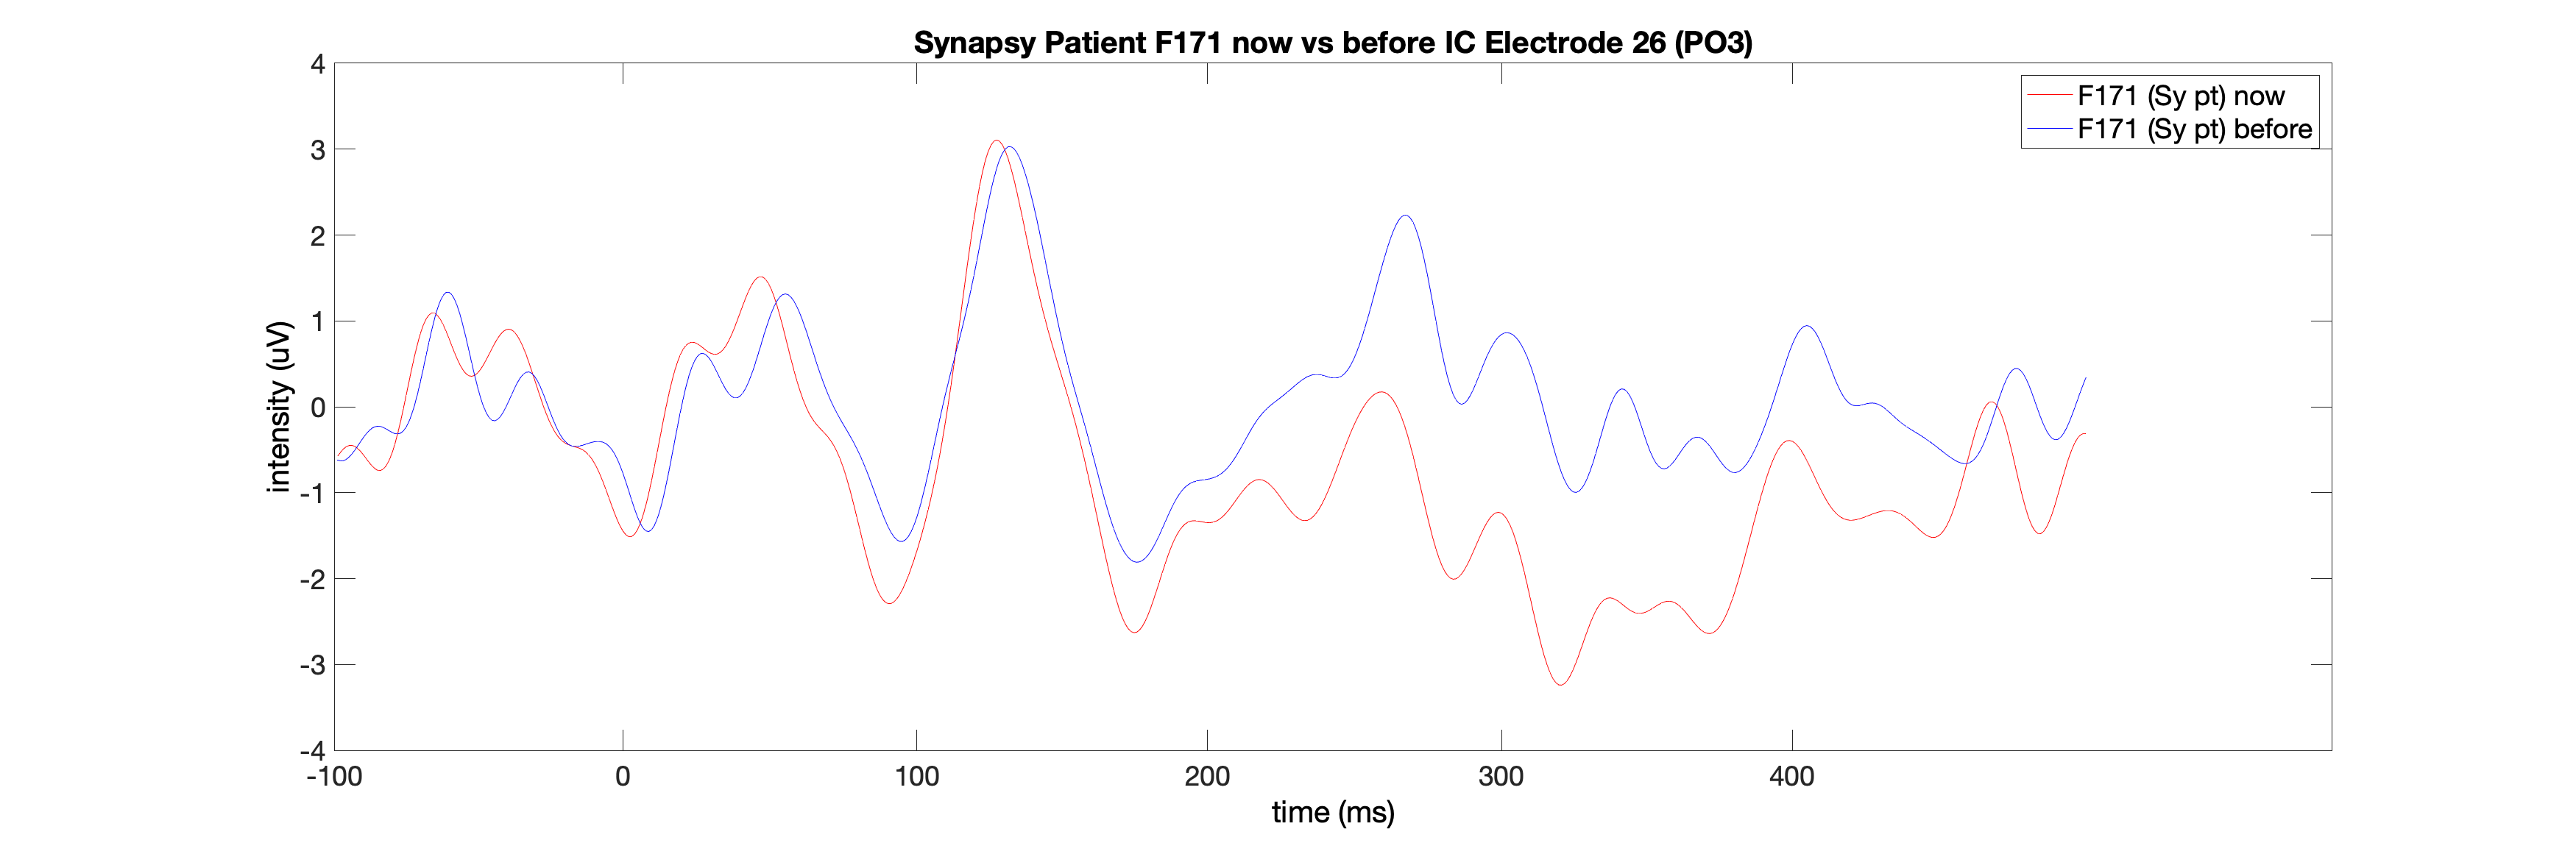 Synapsy Patient F171 now vs before IC Electrode 26 (PO3)
F171 (Sy pt) now
F171 (Sy pt) before
intensity (uV)
4
3
2
1
0
-1
-2
-3
-4
-100 0 100 200 300 400
time (ms)